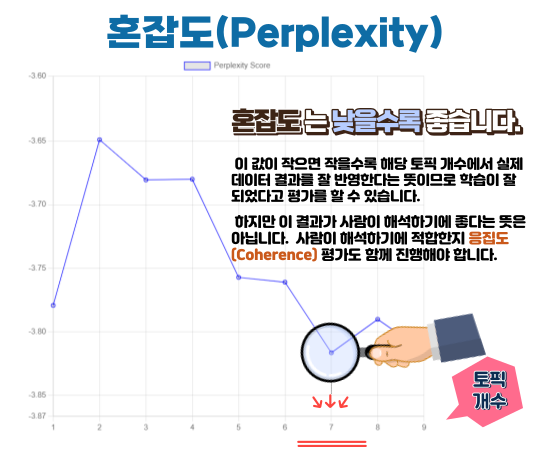 혼잡도(Perplexity)
Perplexity Score
-3.60
혼잡도 는 낮을수록 좋습니다.
-3.65
이 값이 작으면 작을수록 해당 토픽 개수에서 실제
데이터 결과를 잘 반영한다는 뜻이므로 학습이 잘
되었다고 평가를 할 수 있습니다.
-3.70
하지만 이 결과가 사람이 해석하기에 좋다는 뜻은
아닙니다. 사람이 해석하기에 적합한지 응집도
(Coherence) 평가도 함께 진행해야 합니다.
-3.75
-3.80
-3.85
-3.87
토픽
개수
1 2 3 4 5 6 7 8 9